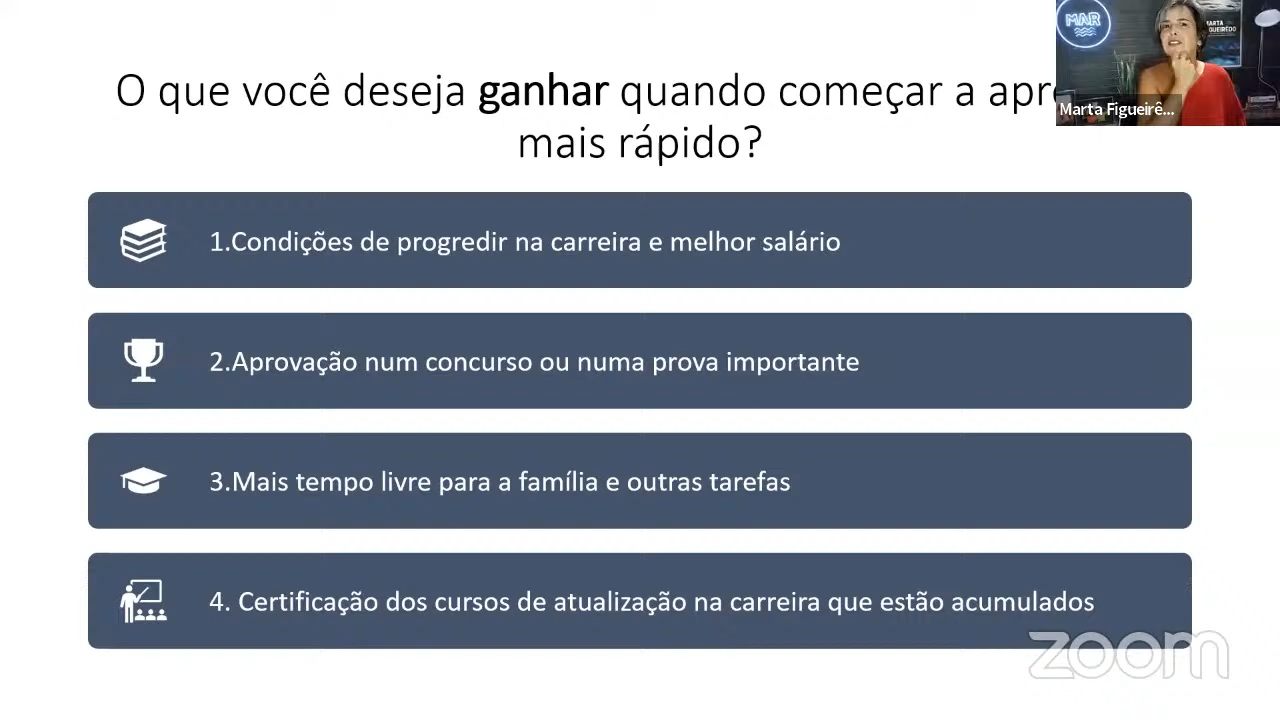 O que você deseja ganhar quando começar a
mais rápido?
1.Condições de progredir na carreira e melhor salário
2.Aprovação num concurso ou numa prova importante
3.Mais tempo livre para a família e outras tarefas
4. Certificação dos cursos de atualização na carreira que estão acumulados
MAR
Marta Figueirê...
zoom